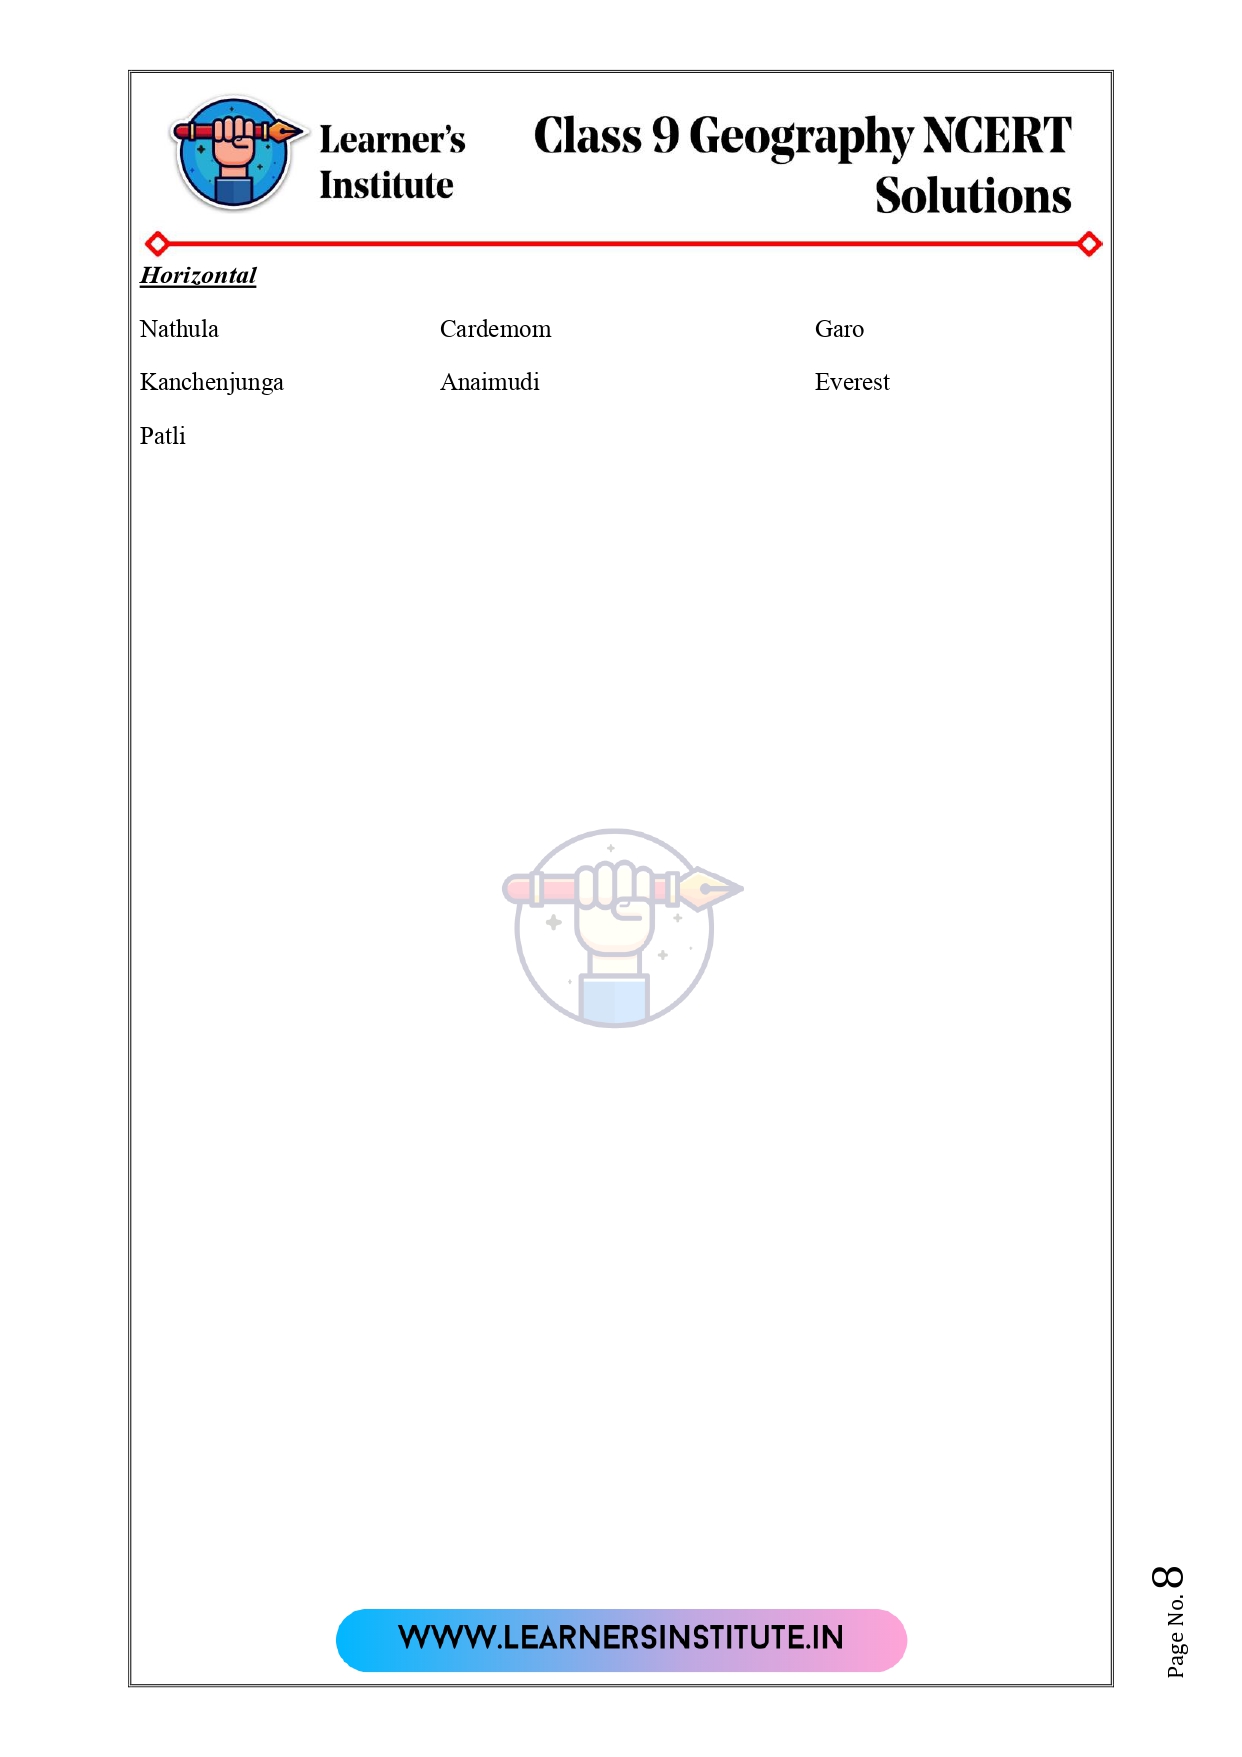 Learner's
Institute
Class 9 Geography NCERT
Solutions
Horizontal
Nathula Cardemom Garo
Kanchenjunga Anaimudi Everest
Patli
WWW.LEARNERSINSTITUTE.IN
Page No. 8